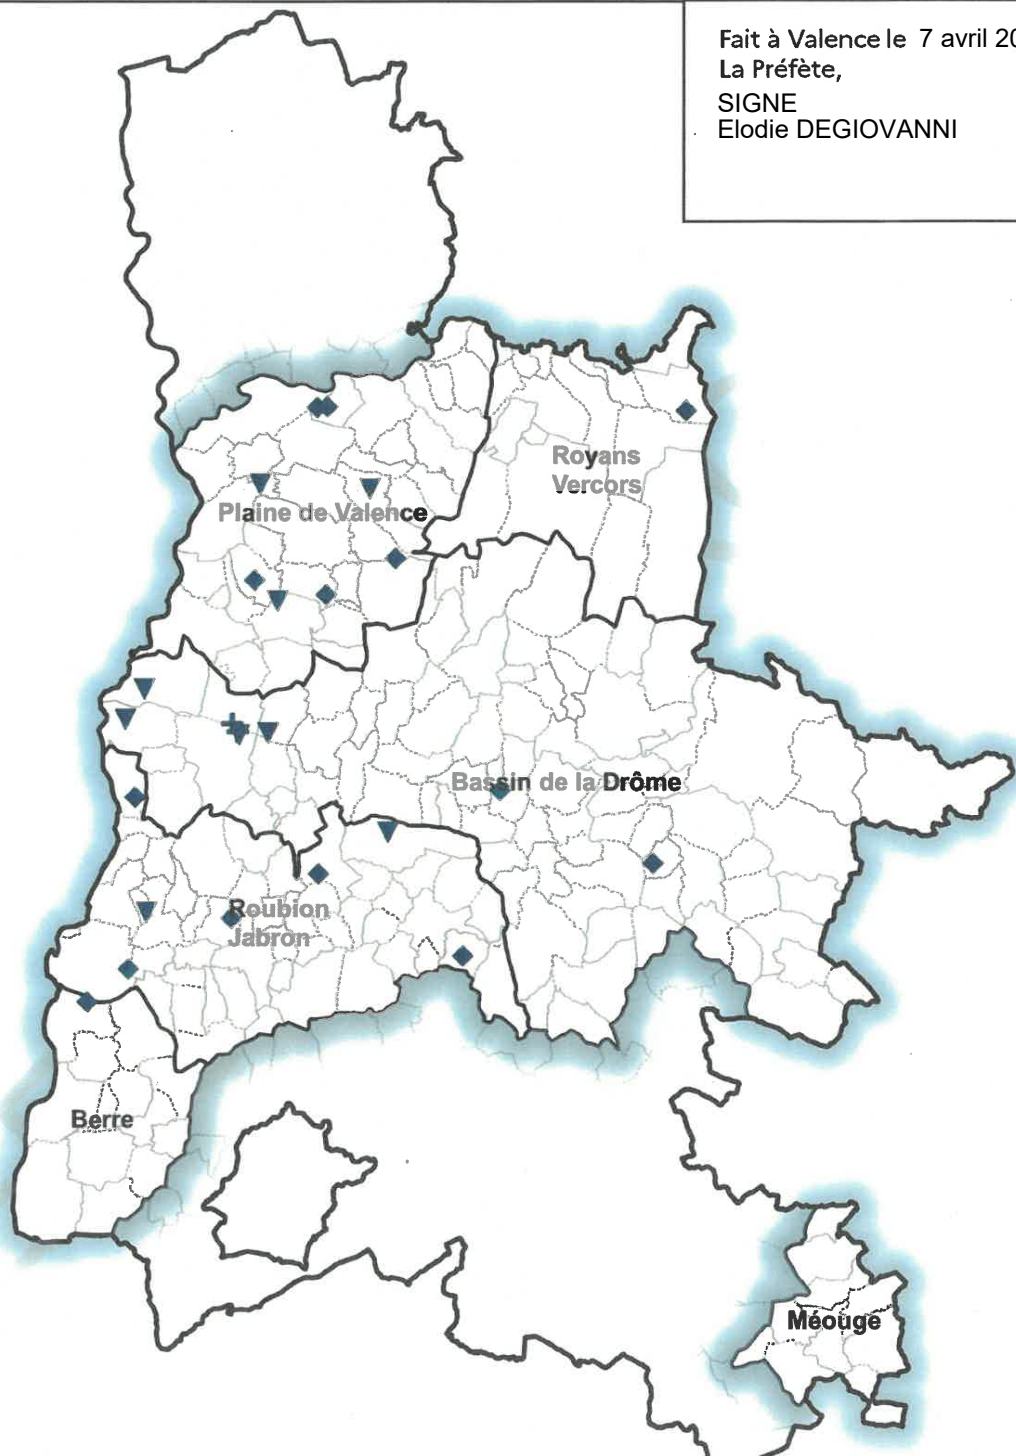 Fait à Valence le 7 avril 20
La Préfète,
SIGNE
Elodie DEGIOVANNI
Royans
Vercors
Plaine de Valence
Bassin de la Drôme
Roubion
Jabron
Berre
Méouge